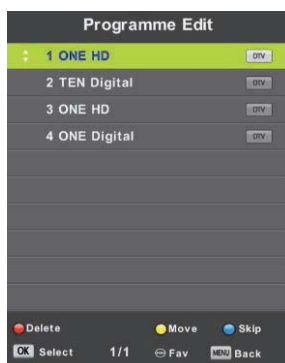 Programme Edit
1 ONE HD DTV
2 TEN Digital DTV
3 ONE HD DTV
4 ONE Digital DTV
Delete Move Skip
OK Select 1/1 Fav MENU Back